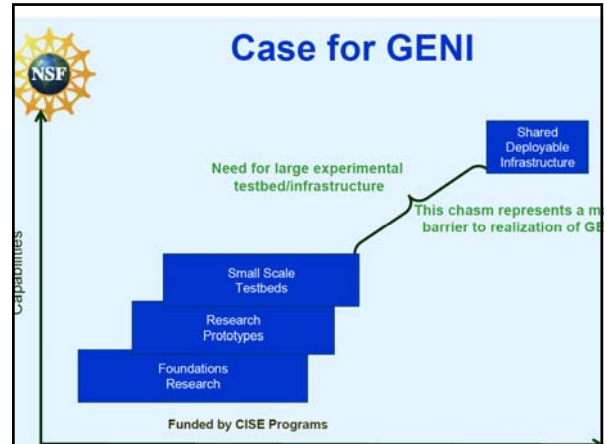 NSF
Case for GENI
Shared
Deployable
Infrastructure
Need for large experimental
testbed/infrastructure
This chasm represents a
barrier to realization of
Small Scale
Testbeds
Research
Prototypes
Foundations
Research
Capabilities
Funded by CISE Programs